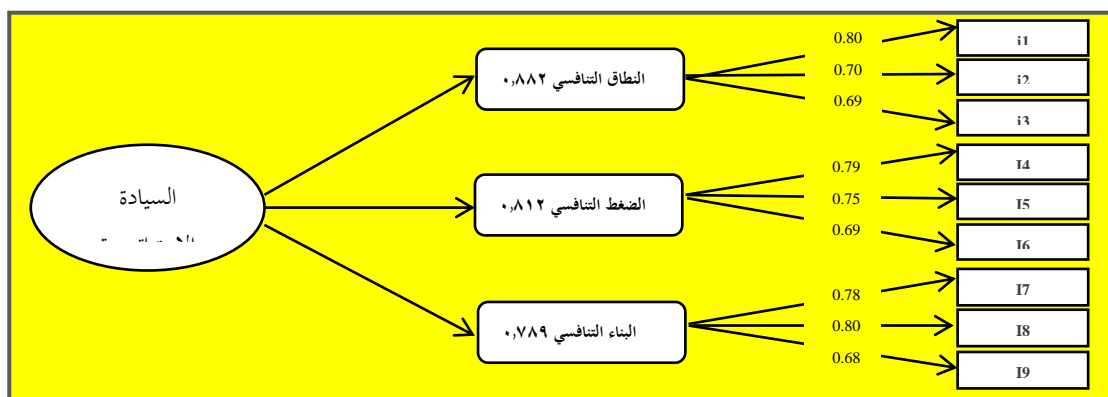 السيادة
النطاق التنافسي ٠,٨٨٢
الضغط التنافسي ٠,٨١٢
البناء التنافسي ٠,٧٨٩
0.80
0.70
0.69
0.79
0.75
0.69
0.78
0.80
0.68
i1
i2
i3
I4
I5
I6
I7
I8
I9